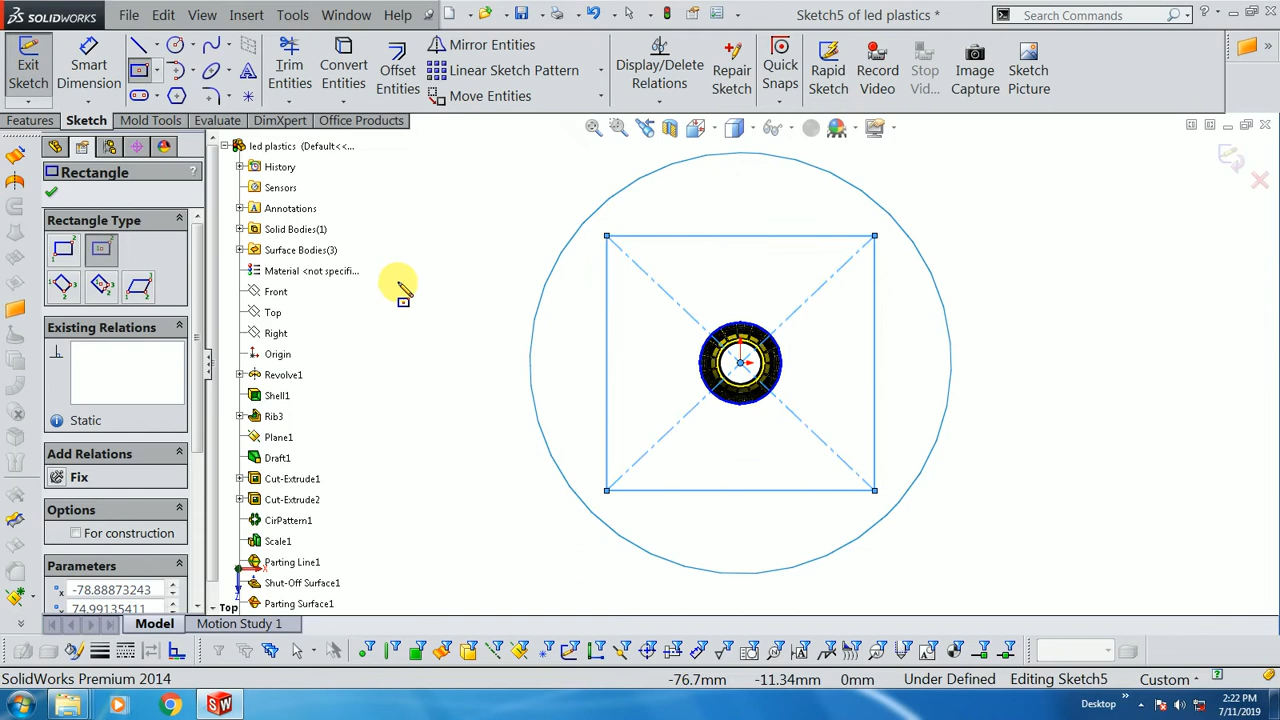 SOLIDWORKS File Edit View Insert Tools Window Help Sketch5 of led plastics * Search Commands
Exit Sketch
Smart Dimension
Trim Entities
Convert Entities
Offset Entities
Mirror Entities
Linear Sketch Pattern
Move Entities
Display/Delete Relations
Repair Sketch
Quick Snaps
Rapid Sketch
Record Video
Stop Vid...
Image Capture
Sketch Picture
Features Sketch Mold Tools Evaluate DimXpert Office Products
Rectangle ?
Rectangle Type
Existing Relations
Static
Add Relations
Fix
Options
For construction
Parameters
-78.88873243
74.99135411
led plastics (Default<<...
History
Sensors
Annotations
Solid Bodies(1)
Surface Bodies(3)
Material <not specifi...
Front
Top
Right
Origin
Revolve1
Shell1
Rib3
Plane1
Draft1
Cut-Extrude1
Cut-Extrude2
CirPattern1
Scale1
Parting Line1
Shut-Off Surface1
Parting Surface1
Top
Model Motion Study 1
SolidWorks Premium 2014 -76.7mm -11.34mm 0mm Under Defined Editing Sketch5 Custom
Desktop 2:22 PM
7/11/2019